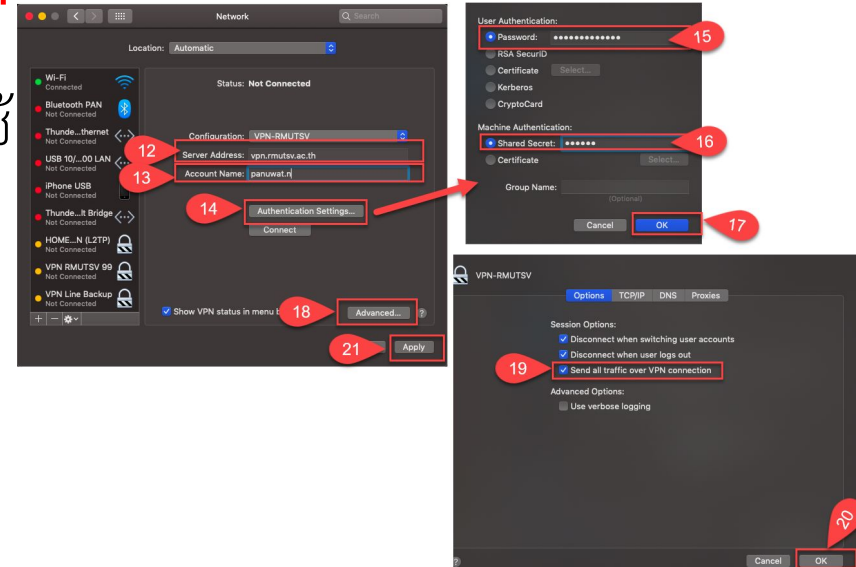 Network
Search
Location: Automatic
Wi-Fi
Connected
Bluetooth PAN
Not Connected
Thunde...thernet
Not Connected
USB 10/...00 LAN
Not Connected
iPhone USB
Not Connected
Thunde...lt Bridge
Not Connected
HOME...N (L2TP)
Not Connected
VPN RMUTSV 99
Not Connected
VPN Line Backup
Not Connected
Status: Not Connected
Configuration: VPN-RMUTSV
12
Server Address: vpn.rmutsv.ac.th
13
Account Name: panuwat.n
14
Authentication Settings...
Connect
Show VPN status in menu b
18
Advanced...
?
21
Apply
User Authentication:
Password: •••••••••••••
15
RSA SecurID
Certificate Select...
Kerberos
CryptoCard
Machine Authentication:
Shared Secret: ••••••
16
Certificate Select...
Group Name:
(Optional)
Cancel OK
17
VPN-RMUTSV
Options TCP/IP DNS Proxies
Session Options:
Disconnect when switching user accounts
Disconnect when user logs out
19
Send all traffic over VPN connection
Advanced Options:
Use verbose logging
20
?
Cancel OK